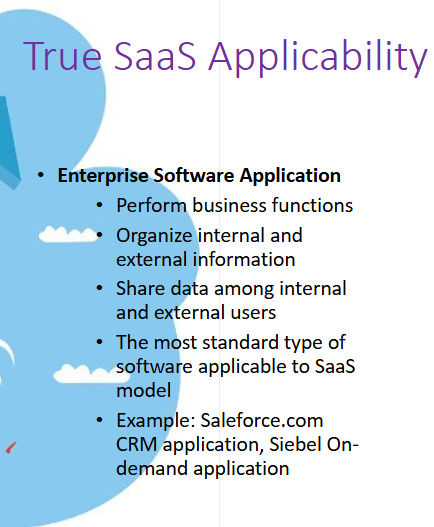 True SaaS Applicability
• Enterprise Software Application
• Perform business functions
• Organize internal and
external information
• Share data among internal
and external users
• The most standard type of
software applicable to SaaS
model
• Example: Saleforce.com
CRM application, Siebel On-
demand application